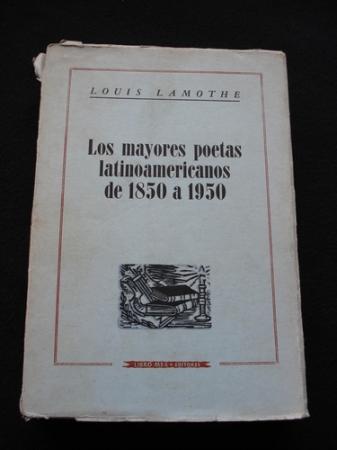 LOUIS LAMOTHE
Los mayores poetas
latinoamericanos
de 1850 a 1950
LIBRO MEX • EDITORES